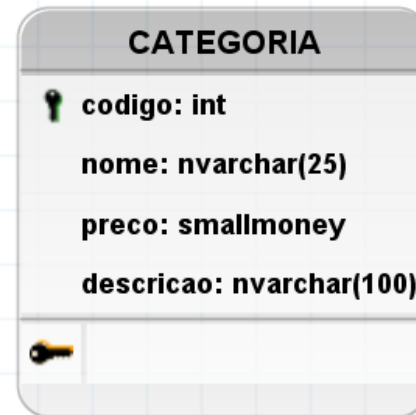 CATEGORIA
codigo: int
nome: nvarchar(25)
preco: smallmoney
descricao: nvarchar(100)